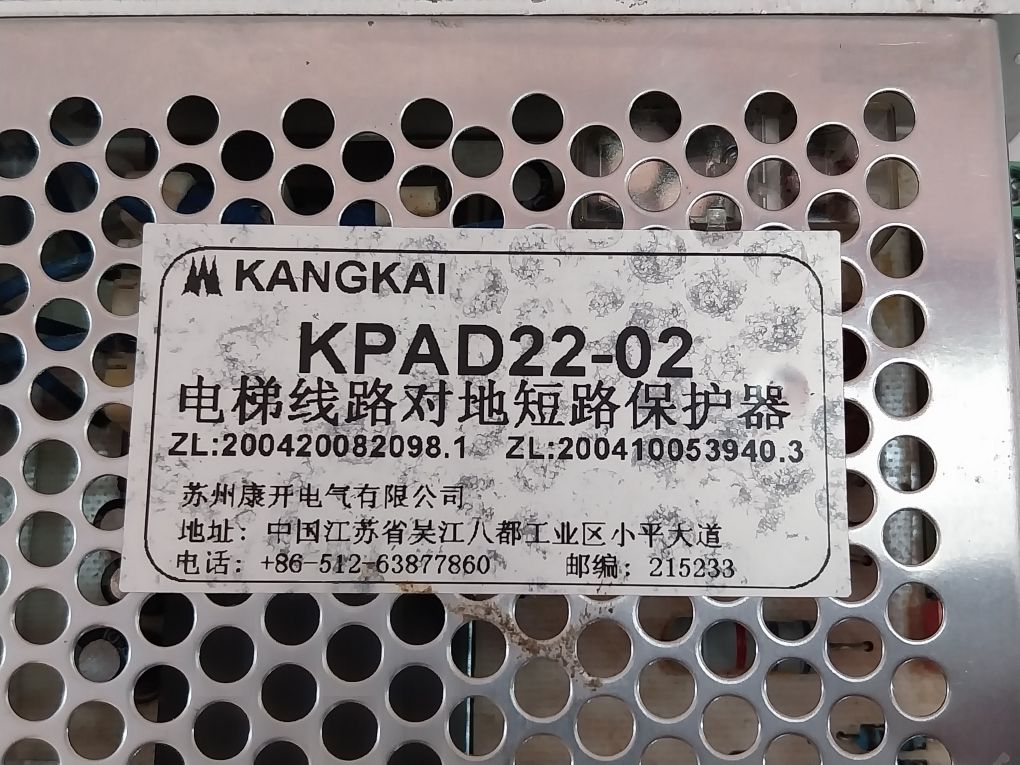 KANGKAI
KPAD22-02
电梯线路对地短路保护器
ZL:200420082098.1 ZL:200410053940.3
苏州康开电气有限公司
地址：中国江苏省吴江八都工业区小平大道
电话：+86-512-63877860 邮编：215233